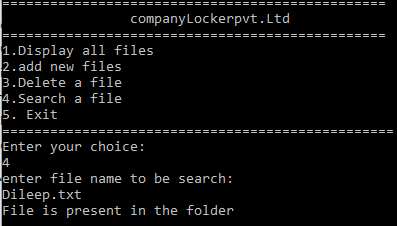 ================================================
companyLockerpvt.Ltd
================================================
1.Display all files
2.add new files
3.Delete a file
4.Search a file
5. Exit
=================================================
Enter your choice:
4
enter file name to be search:
Dileep.txt
File is present in the folder